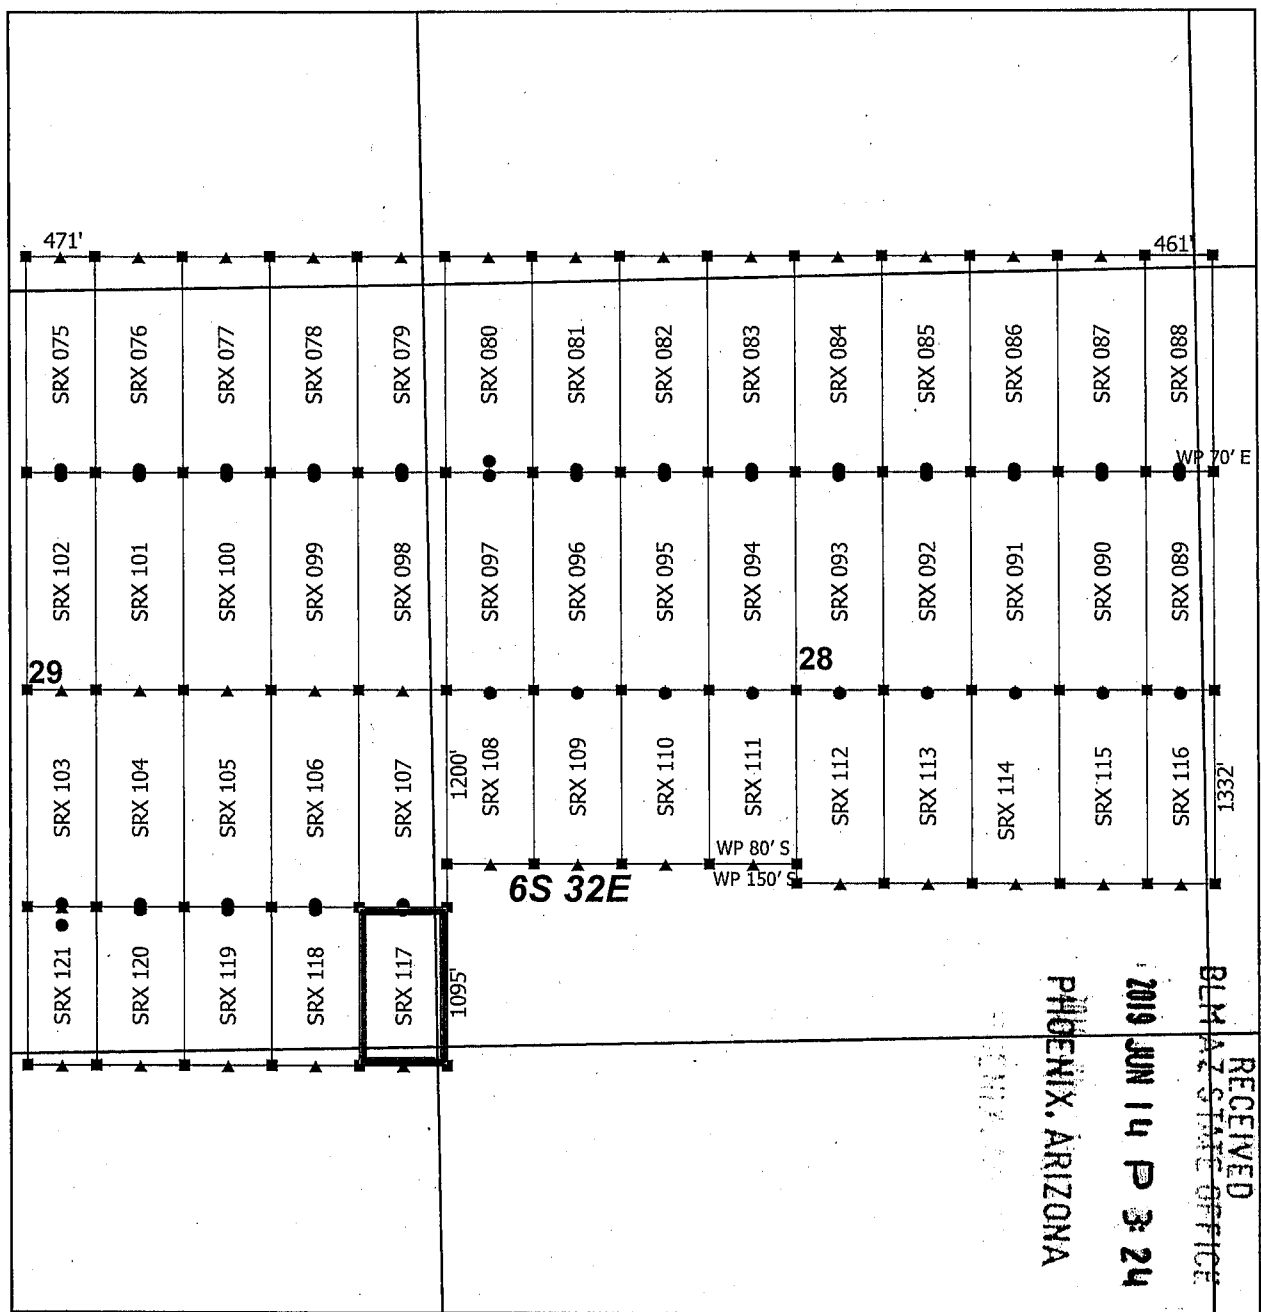 471'
461'
SRX 075
SRX 076
SRX 077
SRX 078
SRX 079
SRX 080
SRX 081
SRX 082
SRX 083
SRX 084
SRX 085
SRX 086
SRX 087
SRX 088
WP 70' E
SRX 102
SRX 101
SRX 100
SRX 099
SRX 098
SRX 097
SRX 096
SRX 095
SRX 094
SRX 093
SRX 092
SRX 091
SRX 090
SRX 089
29
28
SRX 103
SRX 104
SRX 105
SRX 106
SRX 107
1200'
SRX 108
SRX 109
SRX 110
SRX 111
SRX 112
SRX 113
SRX 114
SRX 115
SRX 116
1332'
WP 80' S
WP 150' S
6S 32E
SRX 121
SRX 120
SRX 119
SRX 118
SRX 117
1095'
RECEIVED
BLM AZ STATE OFFICE
2019 JUN 14 P 3:24
PHOENIX, ARIZONA